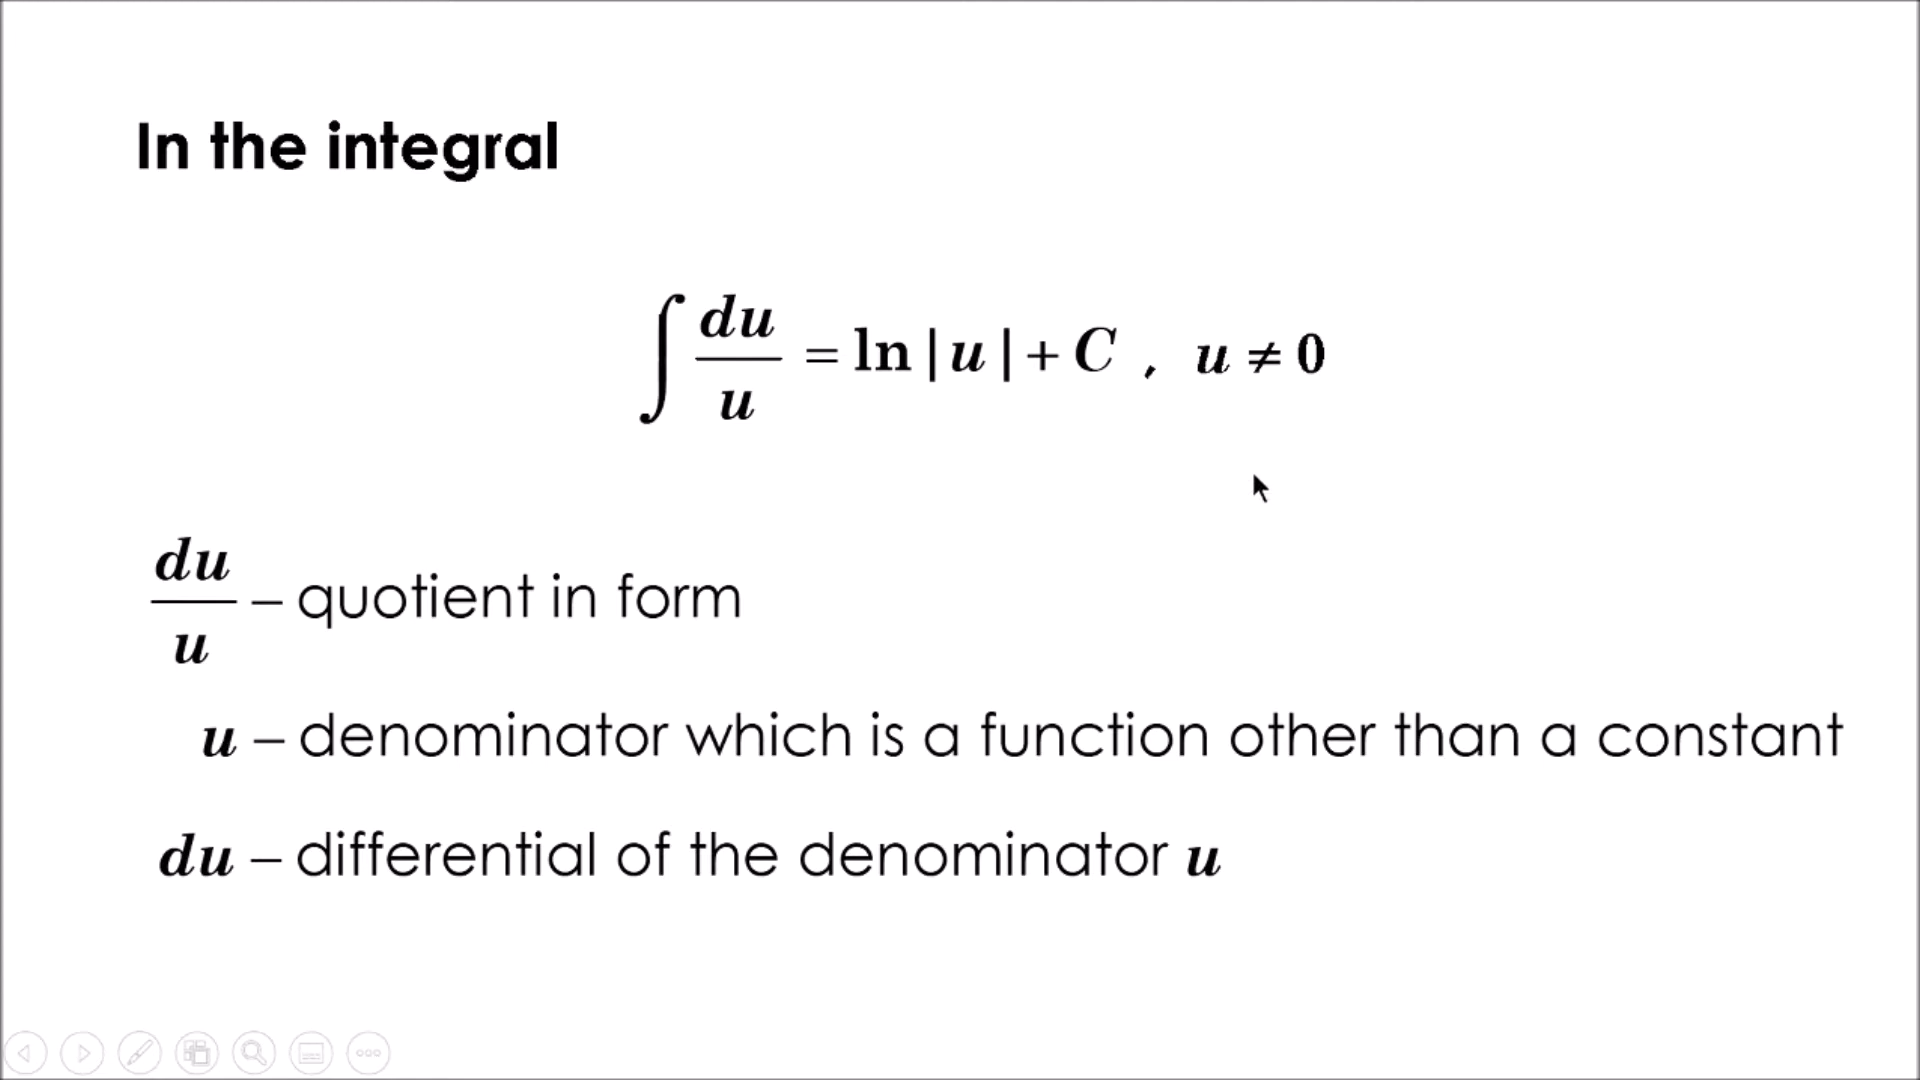 In the integral
∫ du/u = ln|u| + C , u ≠ 0
du/u – quotient in form
u – denominator which is a function other than a constant
du – differential of the denominator u